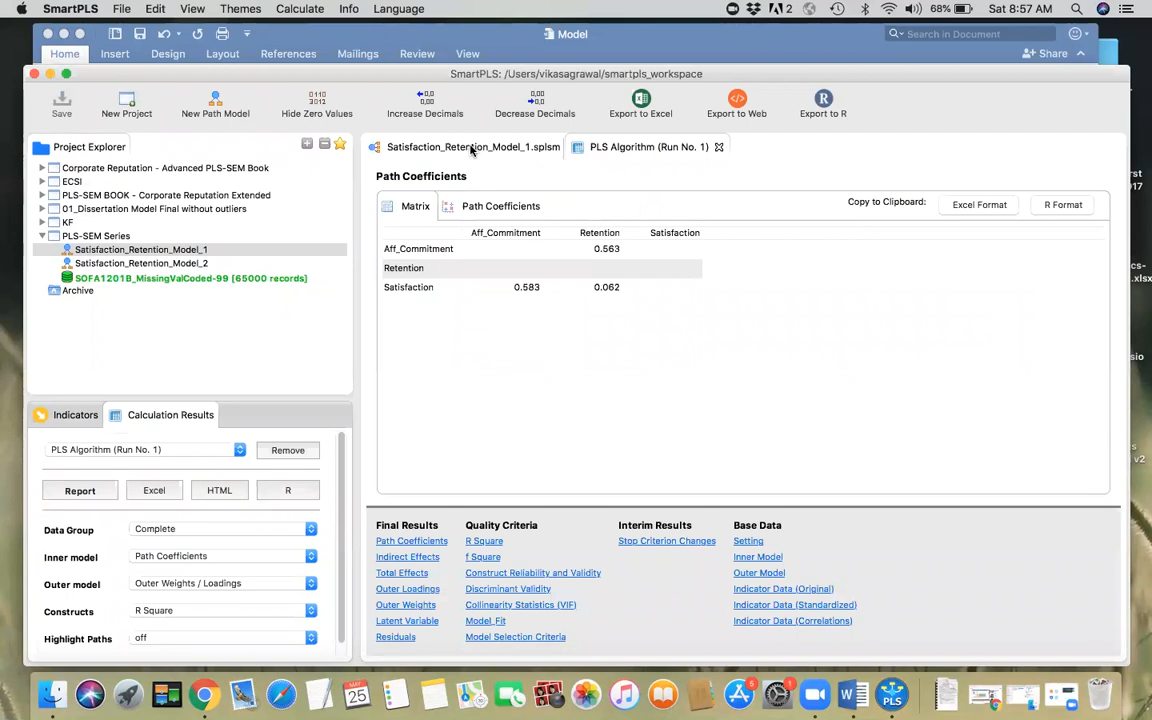 SmartPLS File Edit View Themes Calculate Info Language 2 68% Sat 8:57 AM
Model Search in Document
Home Insert Design Layout References Mailings Review View Share
SmartPLS: /Users/vikasagrawal/smartpls_workspace
Save New Project New Path Model Hide Zero Values Increase Decimals Decrease Decimals Export to Excel Export to Web Export to R
Project Explorer
Corporate Reputation - Advanced PLS-SEM Book
ECSI
PLS-SEM BOOK - Corporate Reputation Extended
01_Dissertation Model Final without outliers
KF
PLS-SEM Series
Satisfaction_Retention_Model_1
Satisfaction_Retention_Model_2
SOFA1201B_MissingValCoded-99 [65000 records]
Archive
Satisfaction_Retention_Model_1.splsm PLS Algorithm (Run No. 1)
Path Coefficients
Matrix Path Coefficients Copy to Clipboard: Excel Format R Format
Aff_Commitment Retention Satisfaction
Aff_Commitment 0.563
Retention
Satisfaction 0.583 0.062
Indicators Calculation Results
PLS Algorithm (Run No. 1) Remove
Report Excel HTML R
Data Group Complete
Inner model Path Coefficients
Outer model Outer Weights / Loadings
Constructs R Square
Highlight Paths off
Final Results Quality Criteria Interim Results Base Data
Path Coefficients R Square Stop Criterion Changes Setting
Indirect Effects f Square Inner Model
Total Effects Construct Reliability and Validity Outer Model
Outer Loadings Discriminant Validity Indicator Data (Original)
Outer Weights Collinearity Statistics (VIF) Indicator Data (Standardized)
Latent Variable Model_Fit Indicator Data (Correlations)
Residuals Model Selection Criteria
2017
.xlsx
v2
MAY
25
5
1
W
PLS